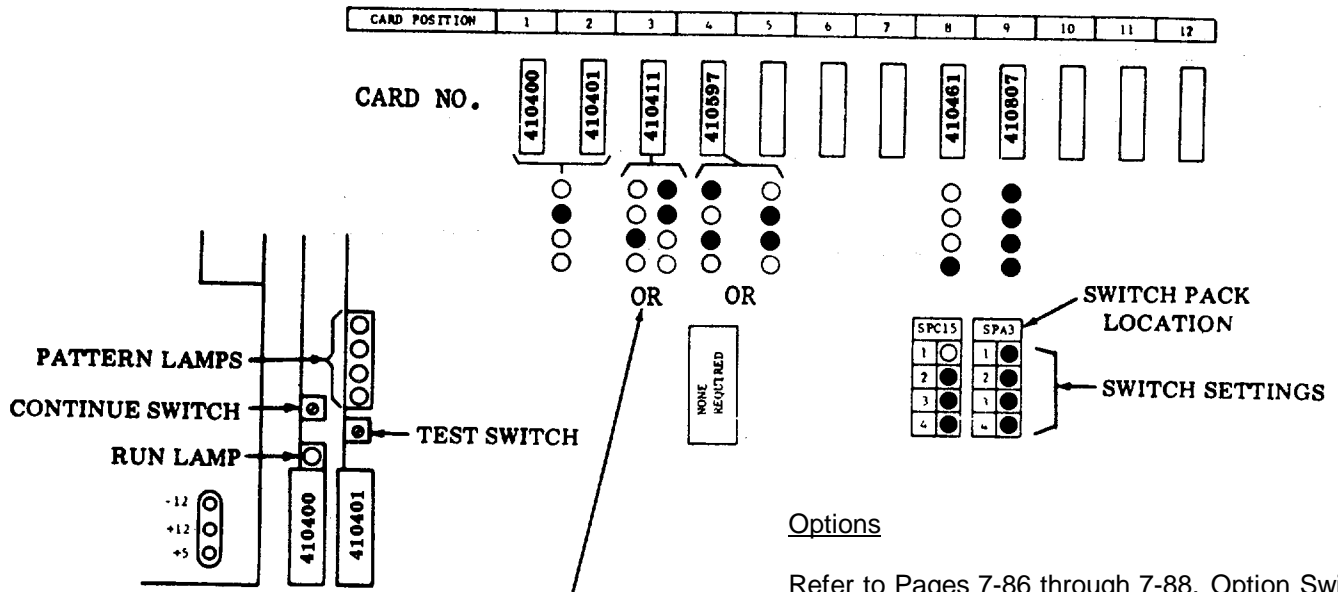 CARD POSITION 1 2 3 4 5 6 7 8 9 10 11 12
CARD NO. 410400 410401 410411 410597 410461 410807
OR OR
SWITCH PACK
LOCATION
SPC15 SPA3
1 1
2 2
3 3
4 4
SWITCH SETTINGS
NONE
REQUIRED
PATTERN LAMPS
CONTINUE SWITCH
TEST SWITCH
RUN LAMP
-12
+12
+5
410400 410401
Options
Refer to Pages 7-86 through 7-88, Option Swi